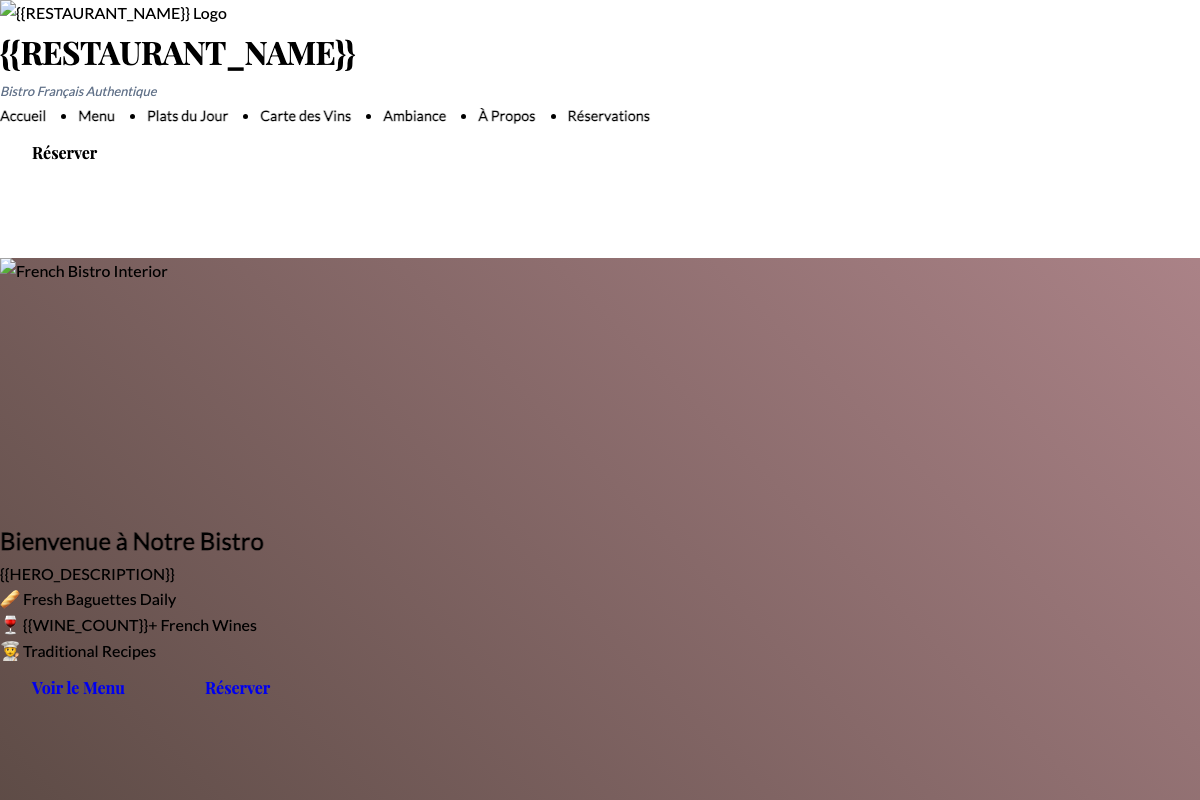 {{RESTAURANT_NAME}} Logo
{{RESTAURANT_NAME}}
Bistro Français Authentique
Accueil • Menu • Plats du Jour • Carte des Vins • Ambiance • À Propos • Réservations
Réserver
French Bistro Interior
Bienvenue à Notre Bistro
{{HERO_DESCRIPTION}}
🥖 Fresh Baguettes Daily
🍷 {{WINE_COUNT}}+ French Wines
👨‍🍳 Traditional Recipes
Voir le Menu Réserver